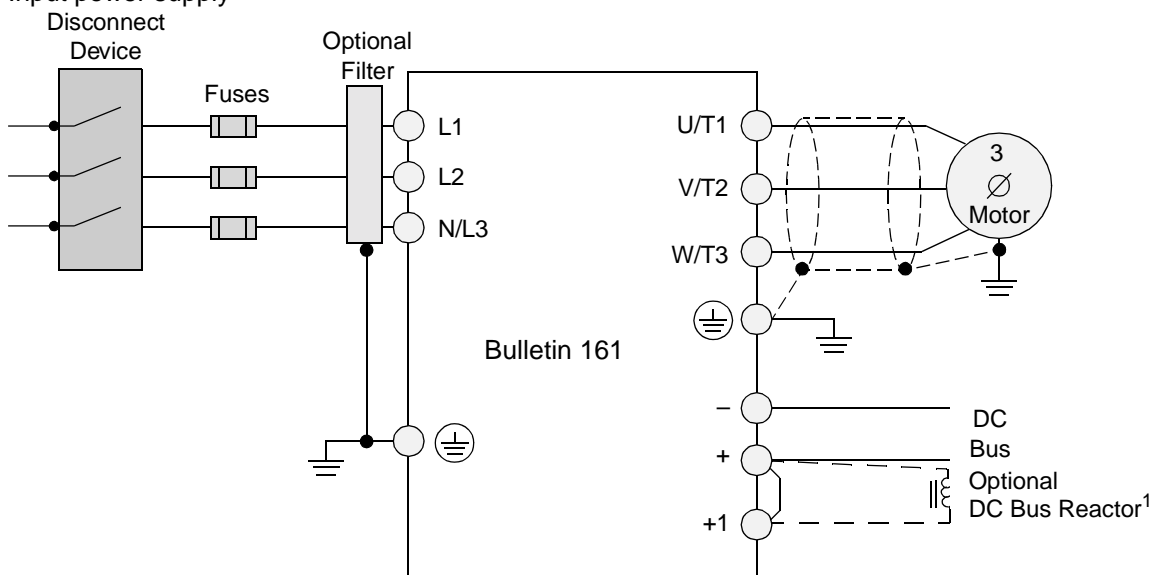 Input power supply
Disconnect
Device
Optional
Filter
Fuses
L1
L2
N/L3
U/T1
V/T2
W/T3
3
Motor
Bulletin 161
–
+
+1
DC
Bus
Optional
DC Bus Reactor1